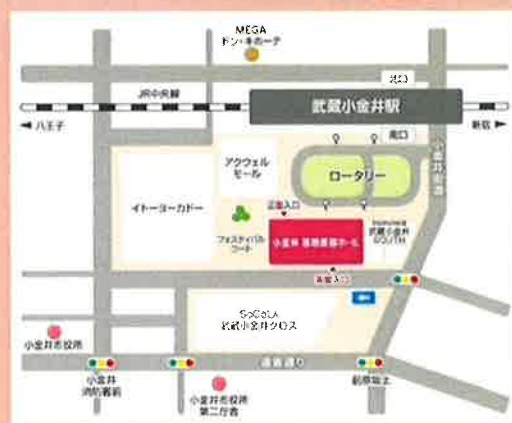 MEGA
ドン・キホーテ
北口
JR中央線
武蔵小金井駅
八王子
新宿
南口
小金井街道
アクウェル
モール
ロータリー
イトーヨーカドー
正面入口
フェスティバル
コート
小金井 宮地楽器ホール
武蔵小金井
SOUTH
SoCoLA
武蔵小金井クロス
小金井市役所
連雀通り
小金井
消防署前
前原坂上
小金井市役所
第二庁舎